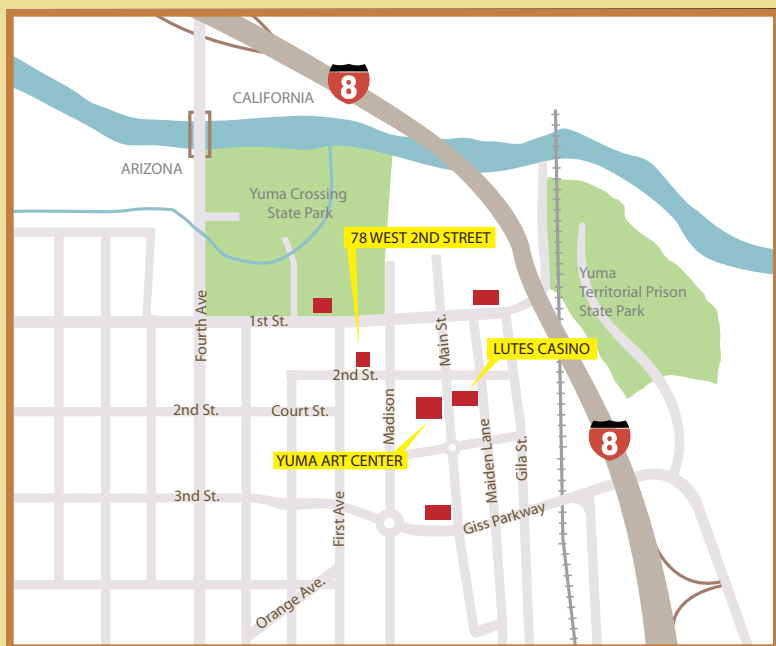 8
CALIFORNIA
ARIZONA
Yuma Crossing
State Park
78 WEST 2ND STREET
Yuma
Territorial Prison
State Park
Fourth Ave
1st St.
Main St.
LUTES CASINO
2nd St.
2nd St.
Court St.
Madison
8
YUMA ART CENTER
Maiden Lane
Gila St.
3rd St.
First Ave
Giss Parkway
Orange Ave.